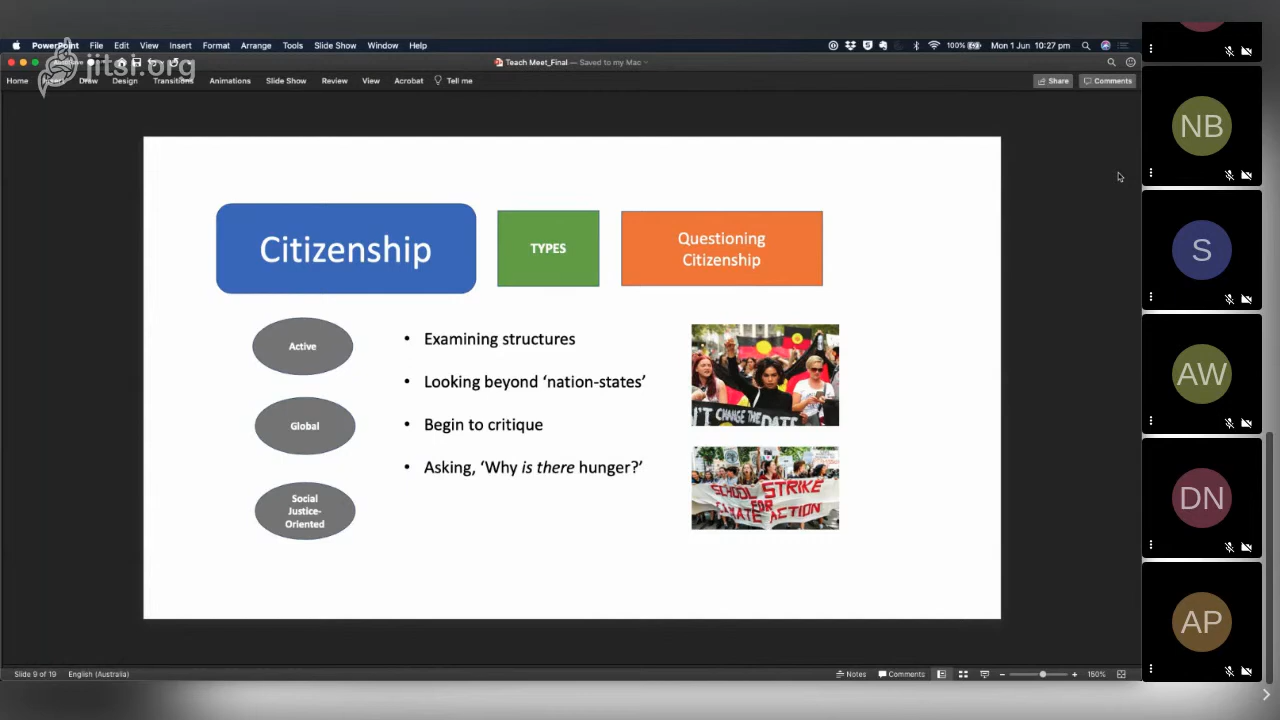 PowerPoint File Edit View Insert Format Arrange Tools Slide Show Window Help
100% Mon 1 Jun 10:27 pm
jitsi.org
Teach Meet_Final — Saved to my Mac
Home Draw Design Transitions Animations Slide Show Review View Acrobat Tell me
Share Comments
Citizenship
TYPES
Questioning
Citizenship
Active
Global
Social
Justice-
Oriented
• Examining structures
• Looking beyond ‘nation-states’
• Begin to critique
• Asking, ‘Why is there hunger?’
'T CHANGE THE DATE
SCHOOL STRIKE
FOR
CLIMATE ACTION
NB
S
AW
DN
AP
Slide 9 of 19 English (Australia)
Notes Comments 150%